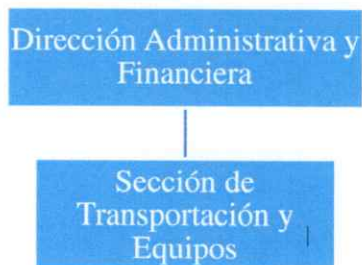 Dirección Administrativa y
Financiera
Sección de
Transportación y
Equipos